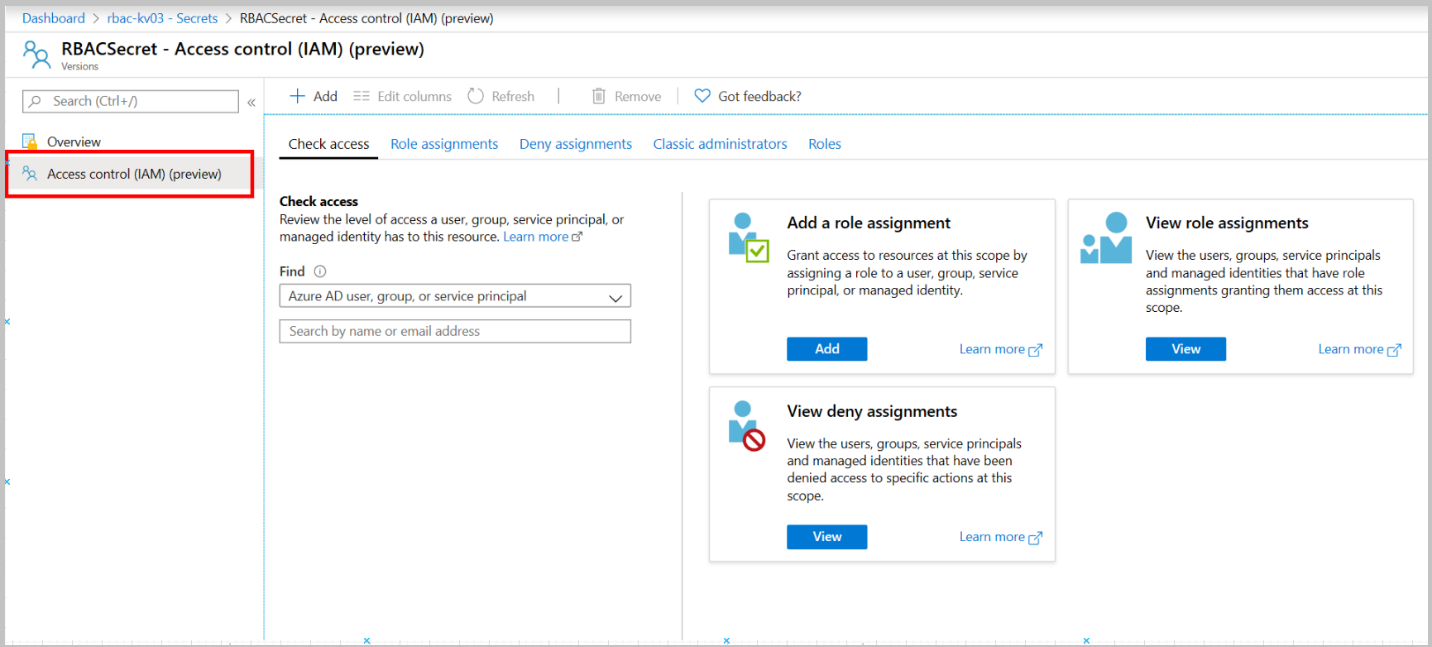 Dashboard > rbac-kv03 - Secrets > RBACSecret - Access control (IAM) (preview)
RBACSecret - Access control (IAM) (preview)
Versions
Search (Ctrl+/)
«
Overview
Access control (IAM) (preview)
Add
Edit columns
Refresh
Remove
Got feedback?
Check access
Role assignments
Deny assignments
Classic administrators
Roles
Check access
Review the level of access a user, group, service principal, or
managed identity has to this resource. Learn more
Find
Azure AD user, group, or service principal
Search by name or email address
Add a role assignment
Grant access to resources at this scope by
assigning a role to a user, group, service
principal, or managed identity.
Add
Learn more
View role assignments
View the users, groups, service principals
and managed identities that have role
assignments granting them access at this
scope.
View
Learn more
View deny assignments
View the users, groups, service principals
and managed identities that have been
denied access to specific actions at this
scope.
View
Learn more